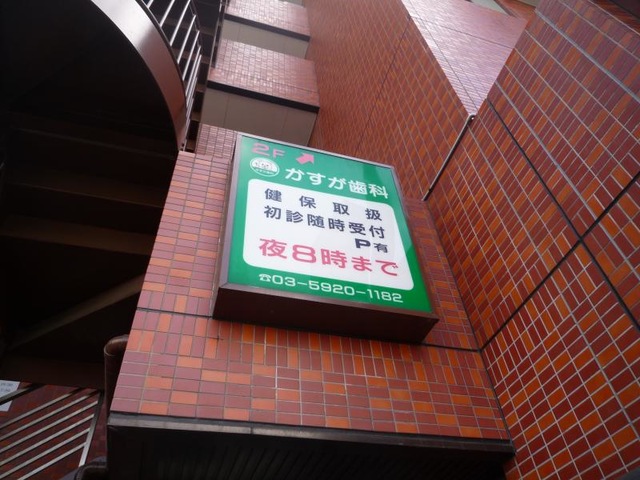 2F
かすが歯科
健保取扱
初診随時受付
P有
夜8時まで
☎03-5920-1182